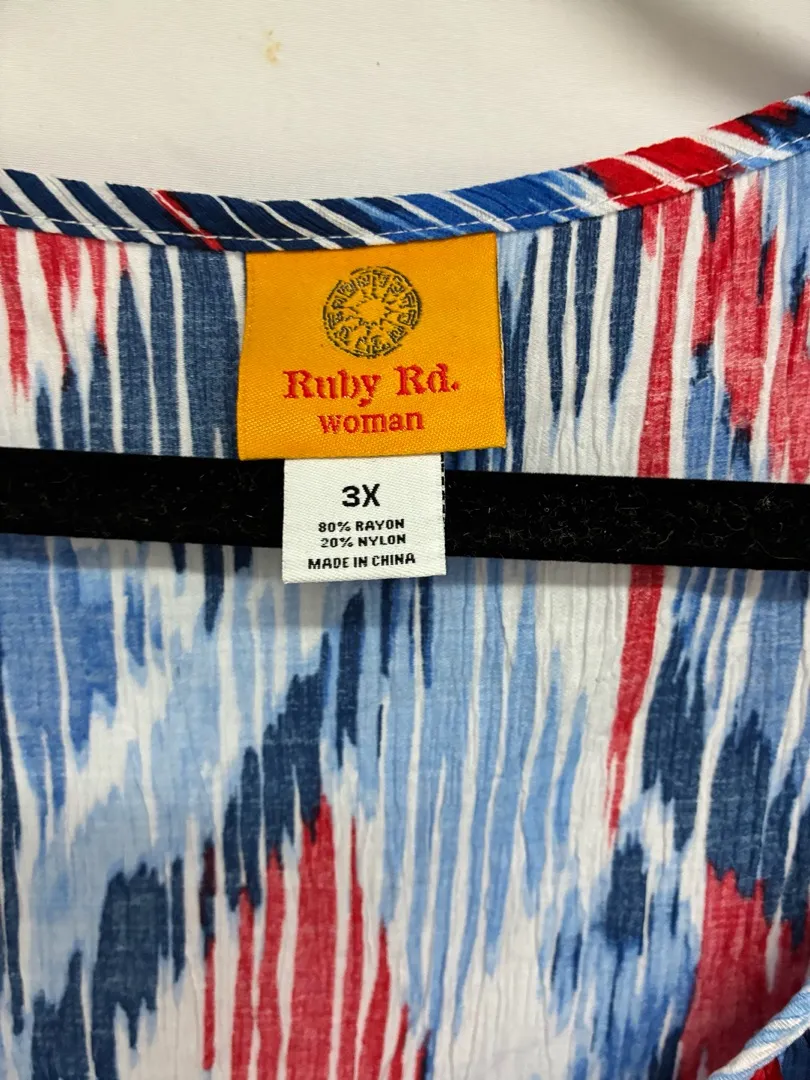 Ruby Rd.
woman
3X
80% RAYON
20% NYLON
MADE IN CHINA